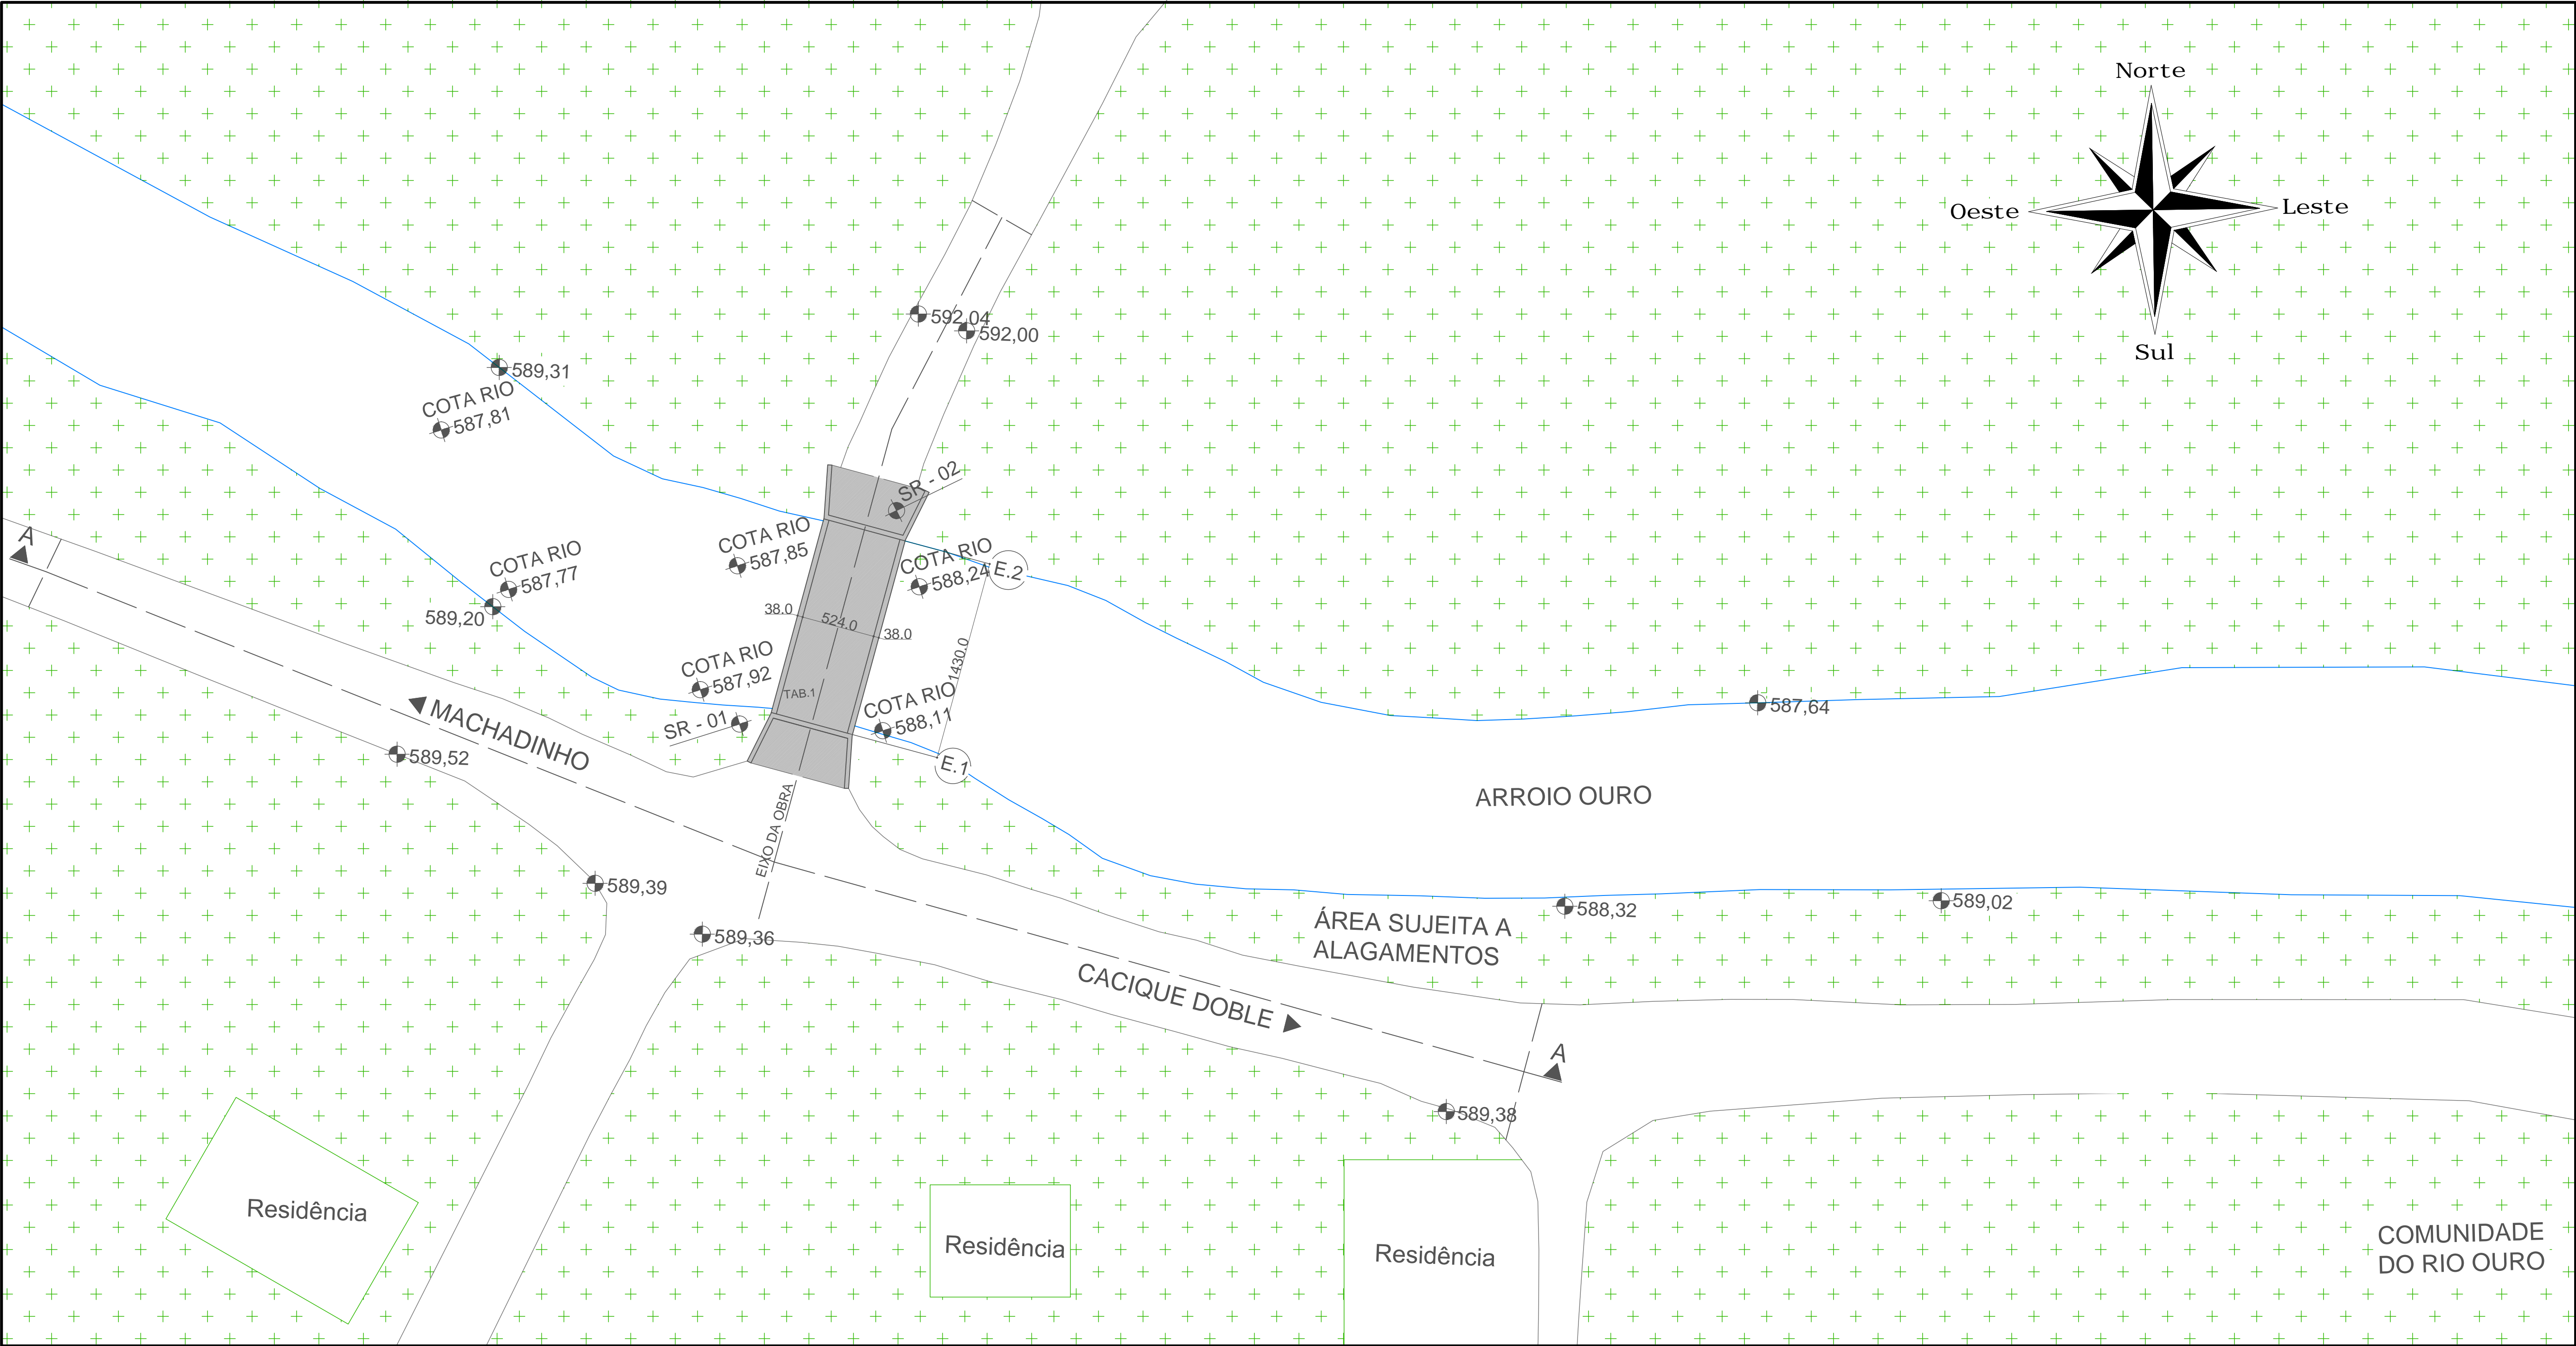 Norte
Oeste
Leste
Sul
592,04
592,00
589,31
COTA RIO
587,81
SR - 02
A
COTA RIO
587,85
COTA RIO
588,24
E.2
COTA RIO
587,77
589,20
38.0
524.0
38.0
1430.0
COTA RIO
587,92
TAB.1
COTA RIO
588,11
SR - 01
E.1
MACHADINHO
589,52
587,64
ARROIO OURO
EIXO DA OBRA
589,39
589,36
ÁREA SUJEITA A
ALAGAMENTOS
588,32
589,02
CACIQUE DOBLE
A
589,38
Residência
Residência
Residência
COMUNIDADE
DO RIO OURO